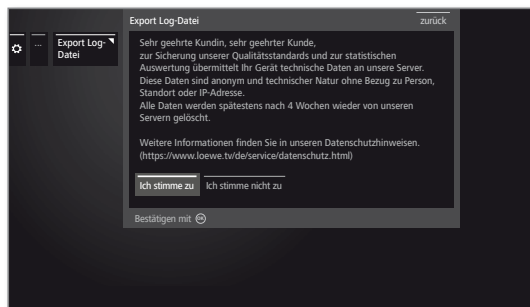 Export Log-Datei
zurück
...
Export Log-
Datei
Sehr geehrte Kundin, sehr geehrter Kunde,
zur Sicherung unserer Qualitätsstandards und zur statistischen
Auswertung übermittelt Ihr Gerät technische Daten an unsere Server.
Diese Daten sind anonym und technischer Natur ohne Bezug zu Person,
Standort oder IP-Adresse.
Alle Daten werden spätestens nach 4 Wochen wieder von unseren
Servern gelöscht.
Weitere Informationen finden Sie in unseren Datenschutzhinweisen.
(https://www.loewe.tv/de/service/datenschutz.html)
Ich stimme zu
Ich stimme nicht zu
Bestätigen mit OK